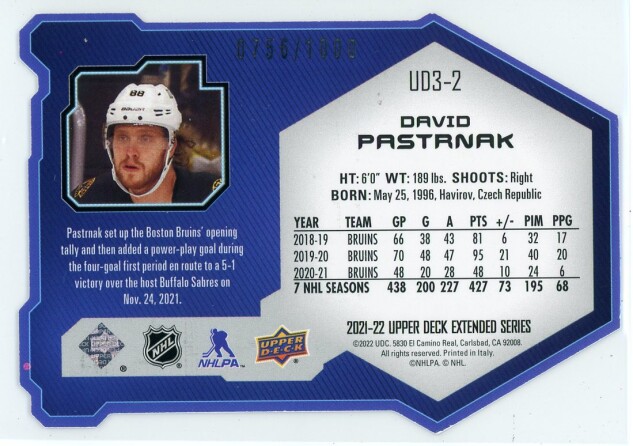 UD3-2
DAVID
PASTRNAK
HT: 6'0" WT: 189 lbs. SHOOTS: Right
BORN: May 25, 1996, Havirov, Czech Republic
YEAR TEAM GP G A PTS +/- PIM PPG
2018-19 BRUINS 66 38 43 81 6 32 17
2019-20 BRUINS 70 48 47 95 21 40 20
2020-21 BRUINS 48 20 28 48 10 24 6
7 NHL SEASONS 438 200 227 427 73 195 68
2021-22 UPPER DECK EXTENDED SERIES
©2022 UDC. 5830 El Camino Real, Carlsbad, CA 92008.
All rights reserved. Printed in Italy.
©NHLPA. © NHL.
88
BAUER
Pastrnak set up the Boston Bruins' opening
tally and then added a power-play goal during
the four-goal first period en route to a 5-1
victory over the host Buffalo Sabres on
Nov. 24, 2021.
®
NHL
®
NHLPA
™
UPPER
DECK
®